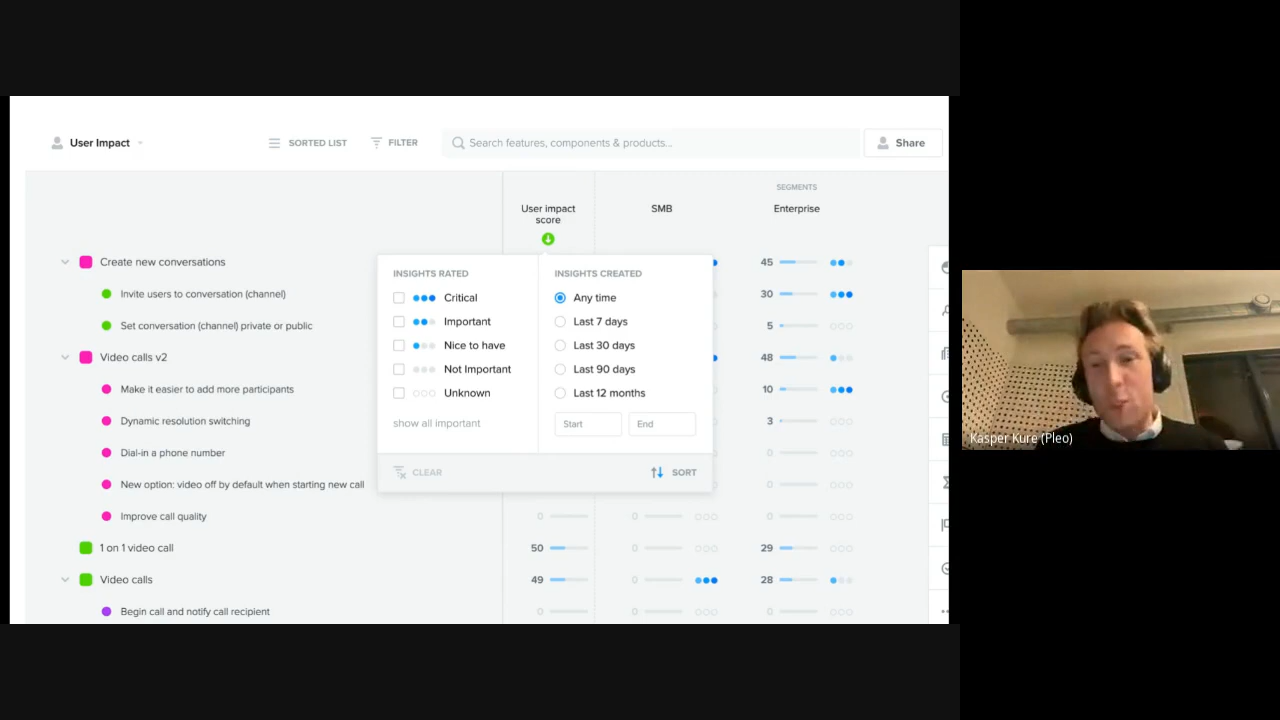 User Impact
SORTED LIST
FILTER
Search features, components & products...
Share
SEGMENTS
User impact
score
SMB
Enterprise
Create new conversations
45
Invite users to conversation (channel)
30
Set conversation (channel) private or public
5
Video calls v2
48
Make it easier to add more participants
10
Dynamic resolution switching
3
Dial-in a phone number
0
New option: video off by default when starting new call
0
Improve call quality
0
0
0
1 on 1 video call
50
0
29
Video calls
49
0
28
Begin call and notify call recipient
0
0
0
INSIGHTS RATED
Critical
Important
Nice to have
Not Important
Unknown
show all important
INSIGHTS CREATED
Any time
Last 7 days
Last 30 days
Last 90 days
Last 12 months
Start
End
CLEAR
SORT
Kasper Kure (Pleo)